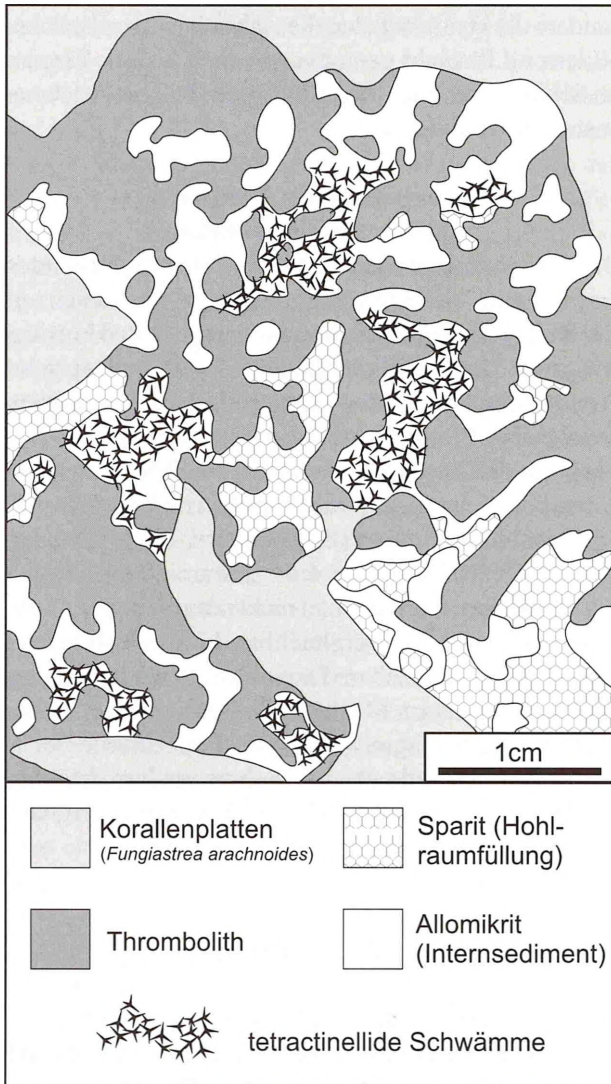 1cm
Korallenplatten
(Fungiastrea arachnoides)
Sparit (Hohl-
raumfüllung)
Thrombolith
Allomikrit
(Internsediment)
tetractinellide Schwämme